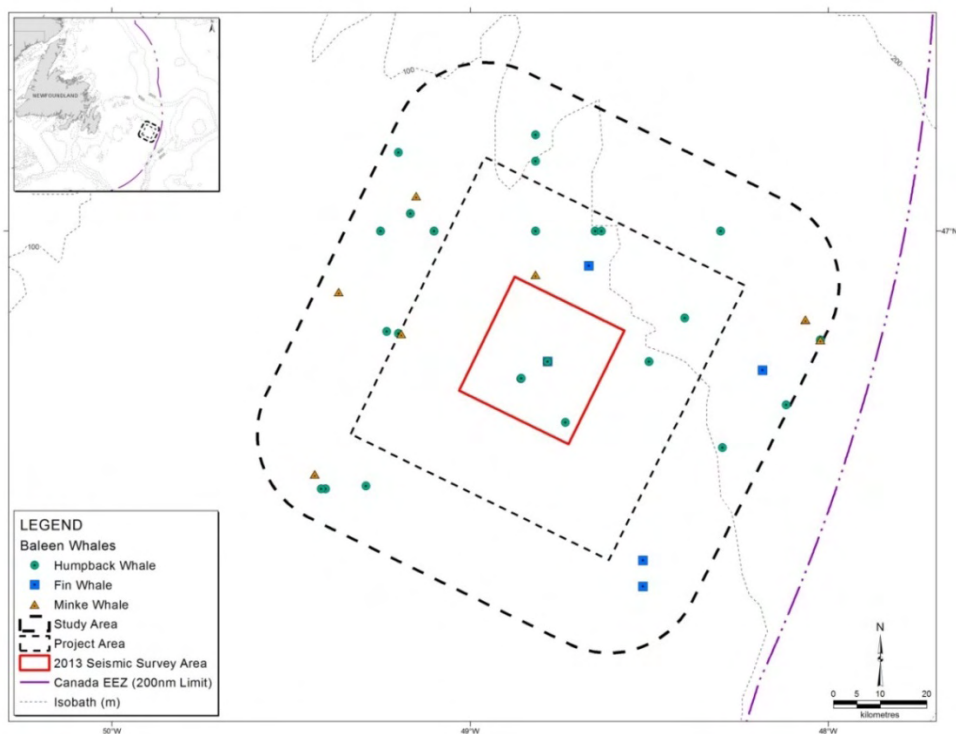 NEWFOUNDLAND
100
200
100
47°N
47°N
LEGEND
Baleen Whales
Humpback Whale
Fin Whale
Minke Whale
Study Area
Project Area
2013 Seismic Survey Area
Canada EEZ (200nm Limit)
Isobath (m)
N
0 5 10 20
kilometres
50°W
49°W
48°W